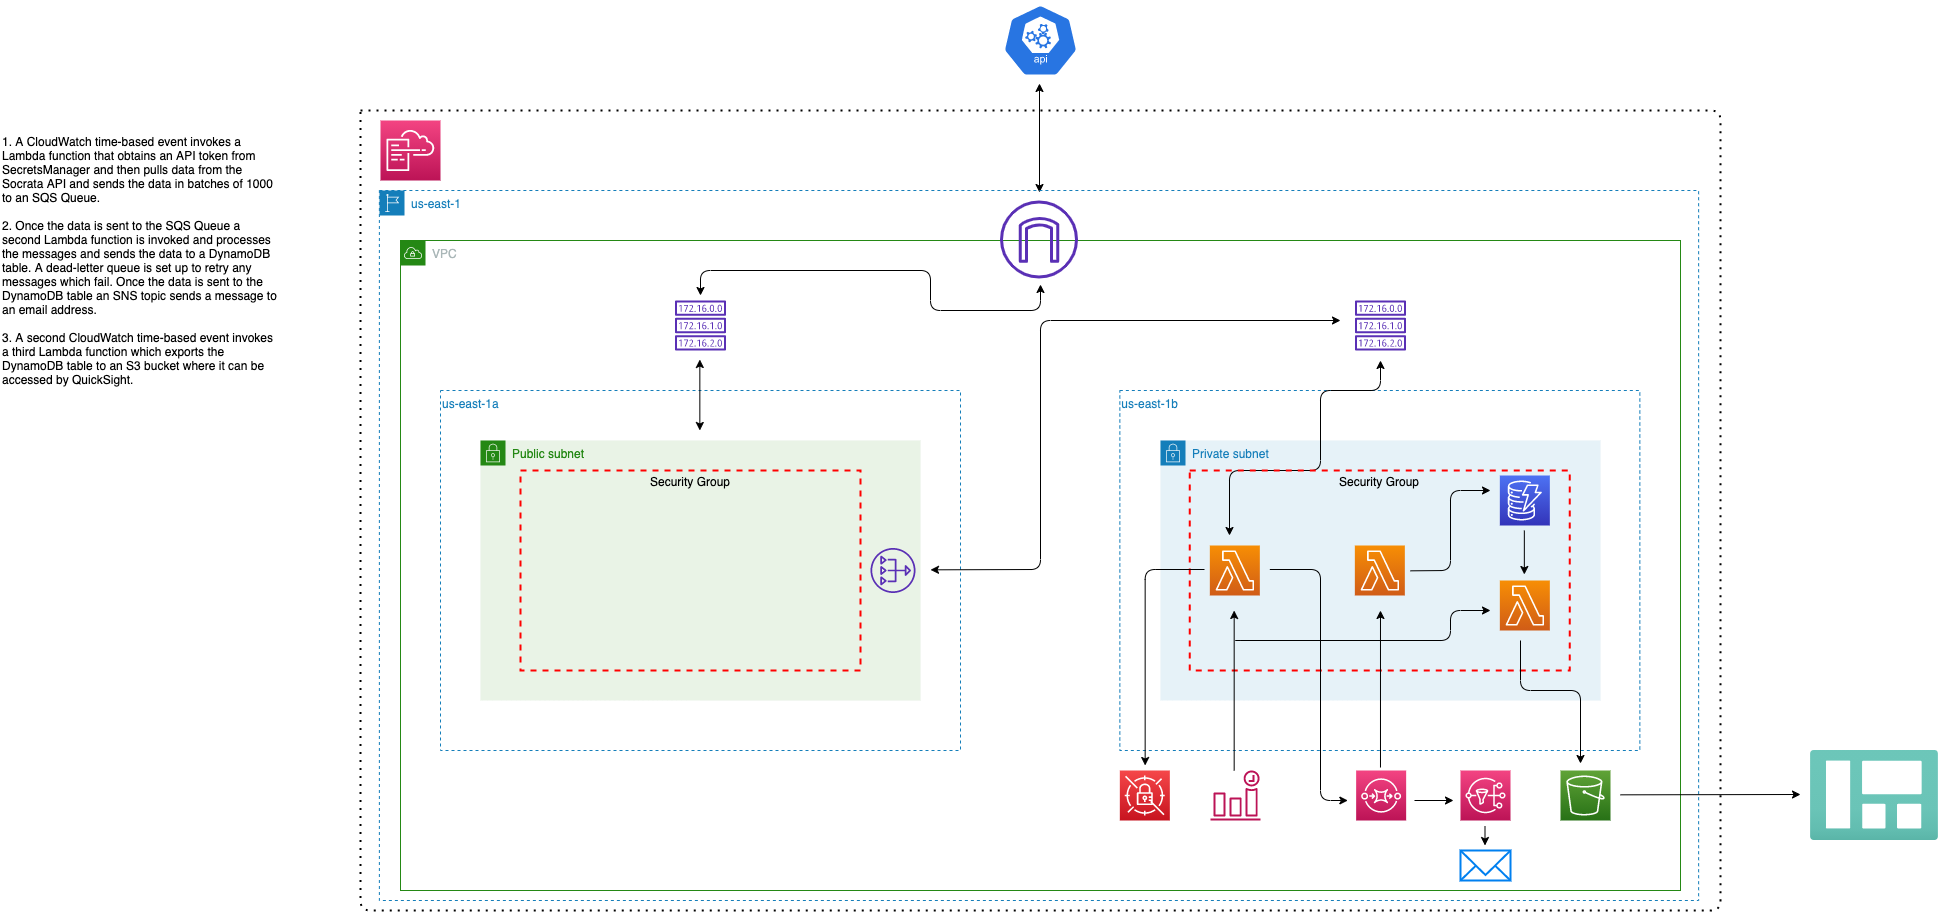 api
1. A CloudWatch time-based event invokes a
Lambda function that obtains an API token from
SecretsManager and then pulls data from the
Socrata API and sends the data in batches of 1000
to an SQS Queue.
2. Once the data is sent to the SQS Queue a
second Lambda function is invoked and processes
the messages and sends the data to a DynamoDB
table. A dead-letter queue is set up to retry any
messages which fail. Once the data is sent to the
DynamoDB table an SNS topic sends a message to
an email address.
3. A second CloudWatch time-based event invokes
a third Lambda function which exports the
DynamoDB table to an S3 bucket where it can be
accessed by QuickSight.
us-east-1
VPC
172.16.0.0
172.16.1.0
172.16.2.0
172.16.0.0
172.16.1.0
172.16.2.0
us-east-1a
Public subnet
Security Group
us-east-1b
Private subnet
Security Group